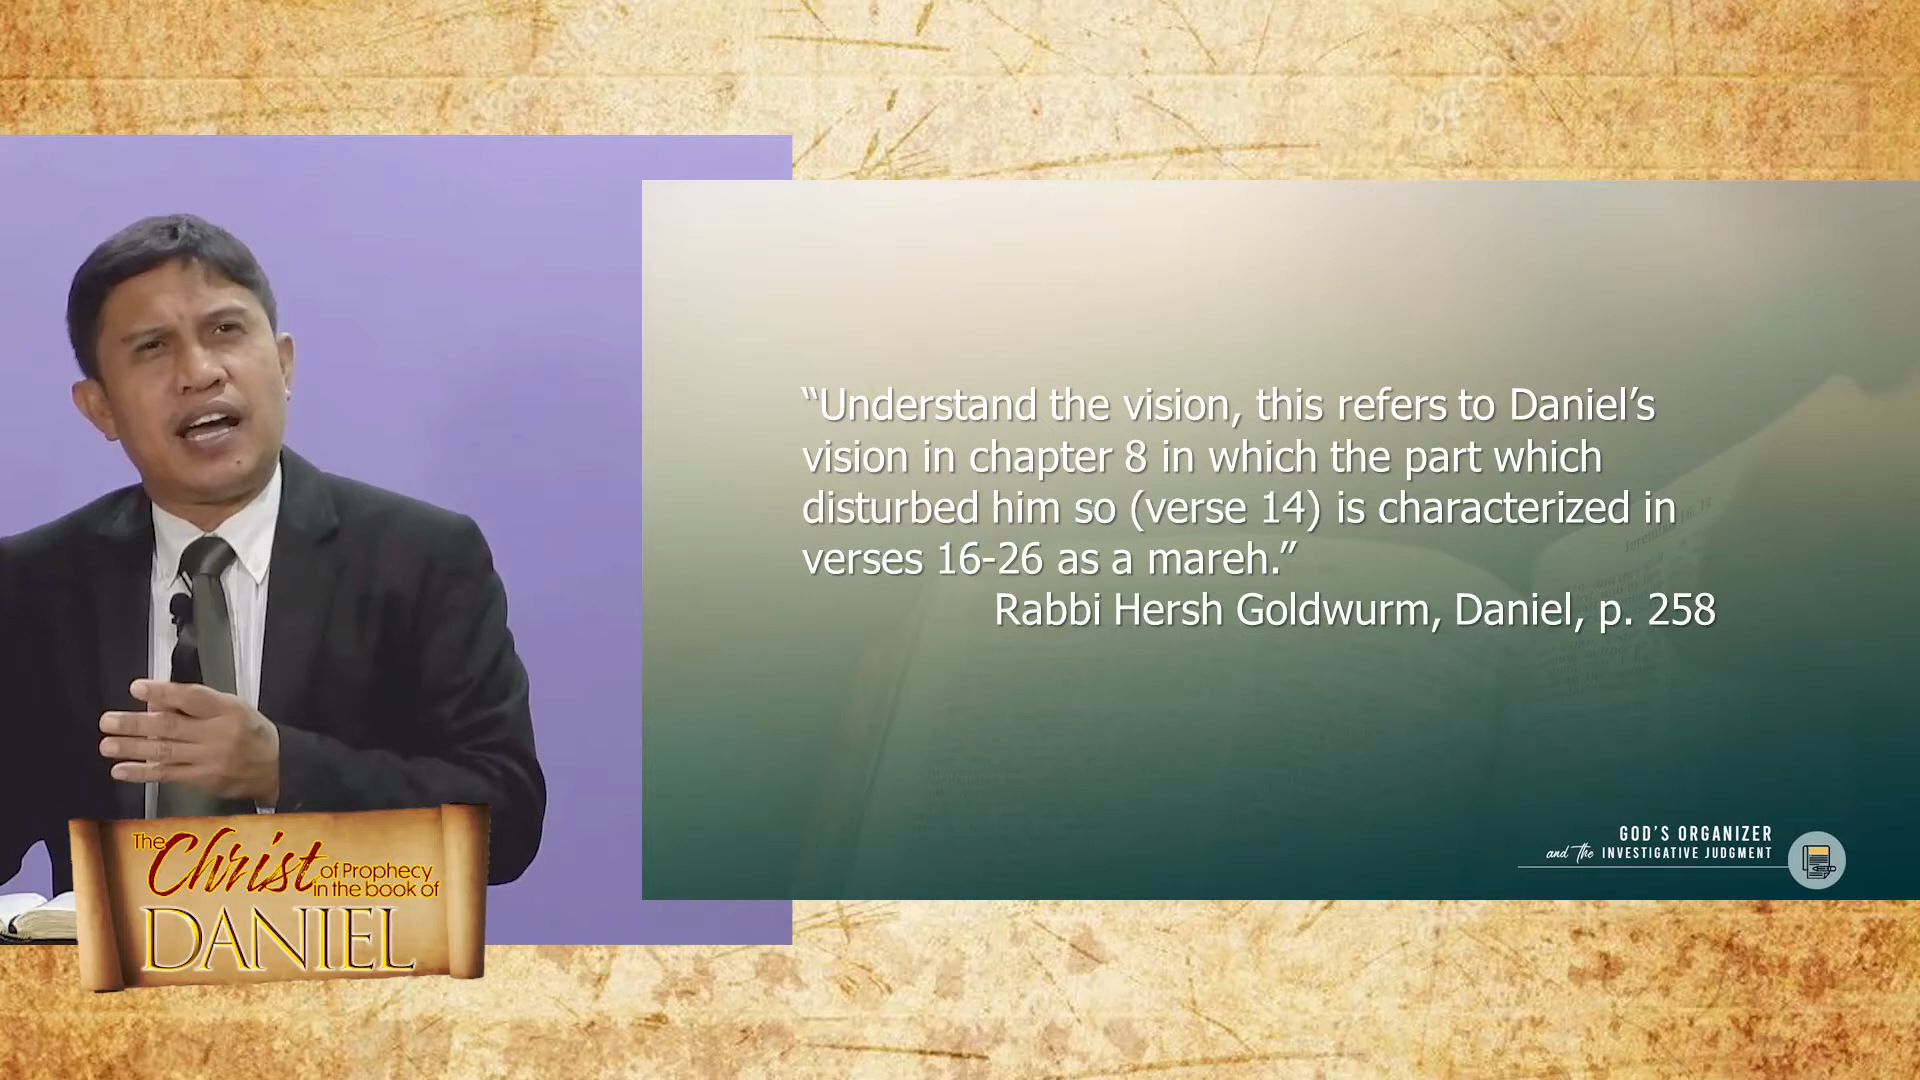 “Understand the vision, this refers to Daniel’s
vision in chapter 8 in which the part which
disturbed him so (verse 14) is characterized in
verses 16-26 as a mareh.”
Rabbi Hersh Goldwurm, Daniel, p. 258
GOD’S ORGANIZER
and The INVESTIGATIVE JUDGMENT
The Christ of Prophecy
in the book of
DANIEL